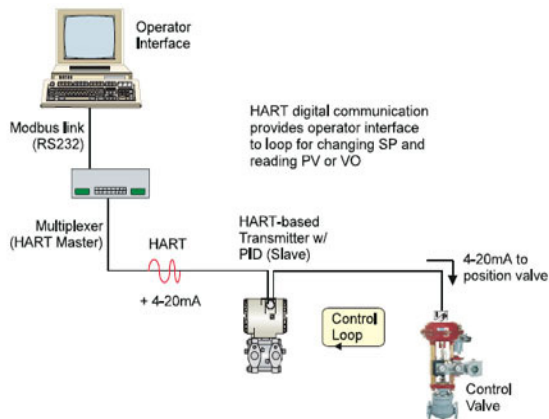 Operator
Interface
Modbus link
(RS232)
HART digital communication
provides operator interface
to loop for changing SP and
reading PV or VO
Multiplexer
(HART Master)
HART
+ 4-20mA
HART-based
Transmitter w/
PID (Slave)
4-20mA to
position valve
Control
Loop
Control
Valve